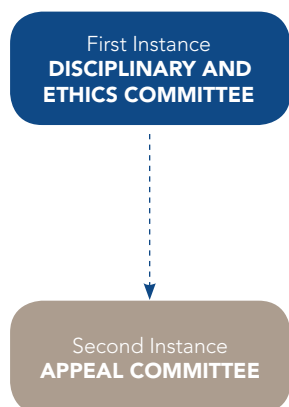 First Instance
DISCIPLINARY AND
ETHICS COMMITTEE
Second Instance
APPEAL COMMITTEE